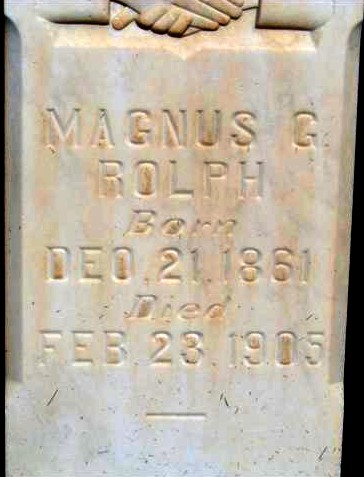 MAGNUS G.
ROLPH
Born
DEC. 21, 1861
Died
FEB. 23, 1905